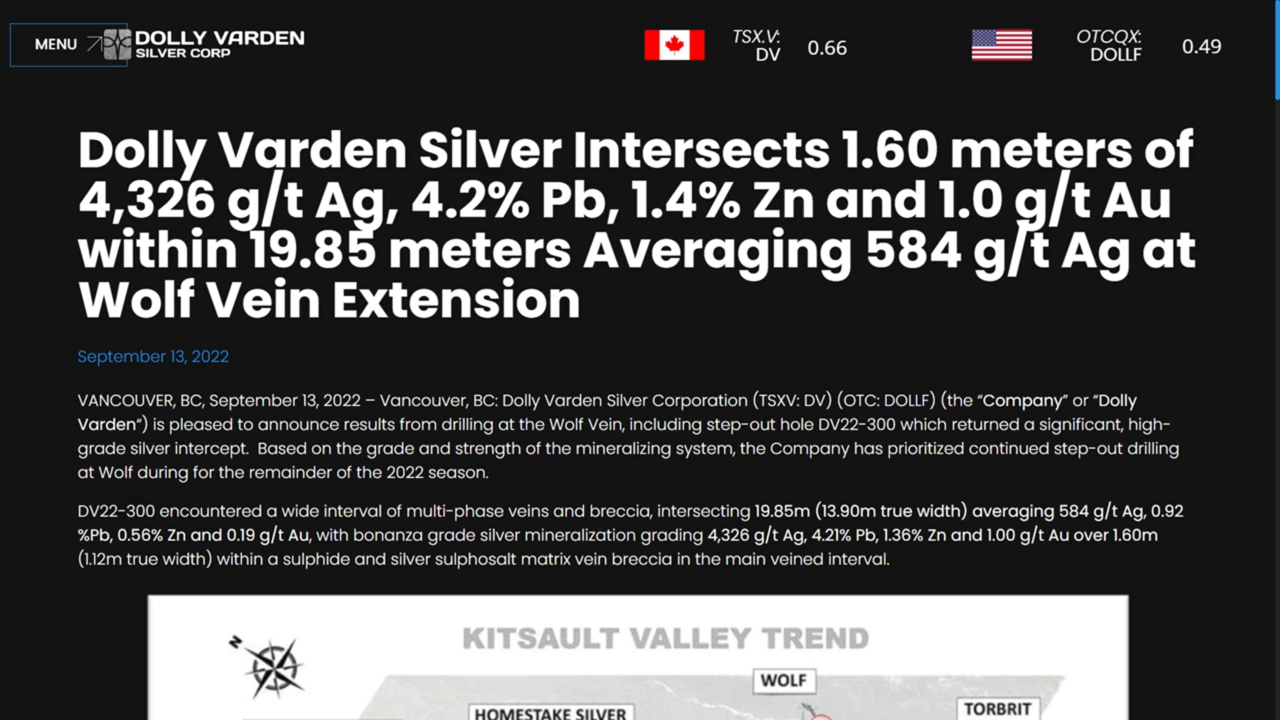 MENU
DOLLY VARDEN
SILVER CORP
TSX.V:
DV
0.66
OTCQX:
DOLLF
0.49
Dolly Varden Silver Intersects 1.60 meters of
4,326 g/t Ag, 4.2% Pb, 1.4% Zn and 1.0 g/t Au
within 19.85 meters Averaging 584 g/t Ag at
Wolf Vein Extension
September 13, 2022
VANCOUVER, BC, September 13, 2022 – Vancouver, BC: Dolly Varden Silver Corporation (TSXV: DV) (OTC: DOLLF) (the “Company” or “Dolly
Varden”) is pleased to announce results from drilling at the Wolf Vein, including step-out hole DV22-300 which returned a significant, high-
grade silver intercept.  Based on the grade and strength of the mineralizing system, the Company has prioritized continued step-out drilling
at Wolf during for the remainder of the 2022 season.
DV22-300 encountered a wide interval of multi-phase veins and breccia, intersecting 19.85m (13.90m true width) averaging 584 g/t Ag, 0.92
%Pb, 0.56% Zn and 0.19 g/t Au, with bonanza grade silver mineralization grading 4,326 g/t Ag, 4.21% Pb, 1.36% Zn and 1.00 g/t Au over 1.60m
(1.12m true width) within a sulphide and silver sulphosalt matrix vein breccia in the main veined interval.
KITSAULT VALLEY TREND
N
WOLF
HOMESTAKE SILVER
TORBRIT